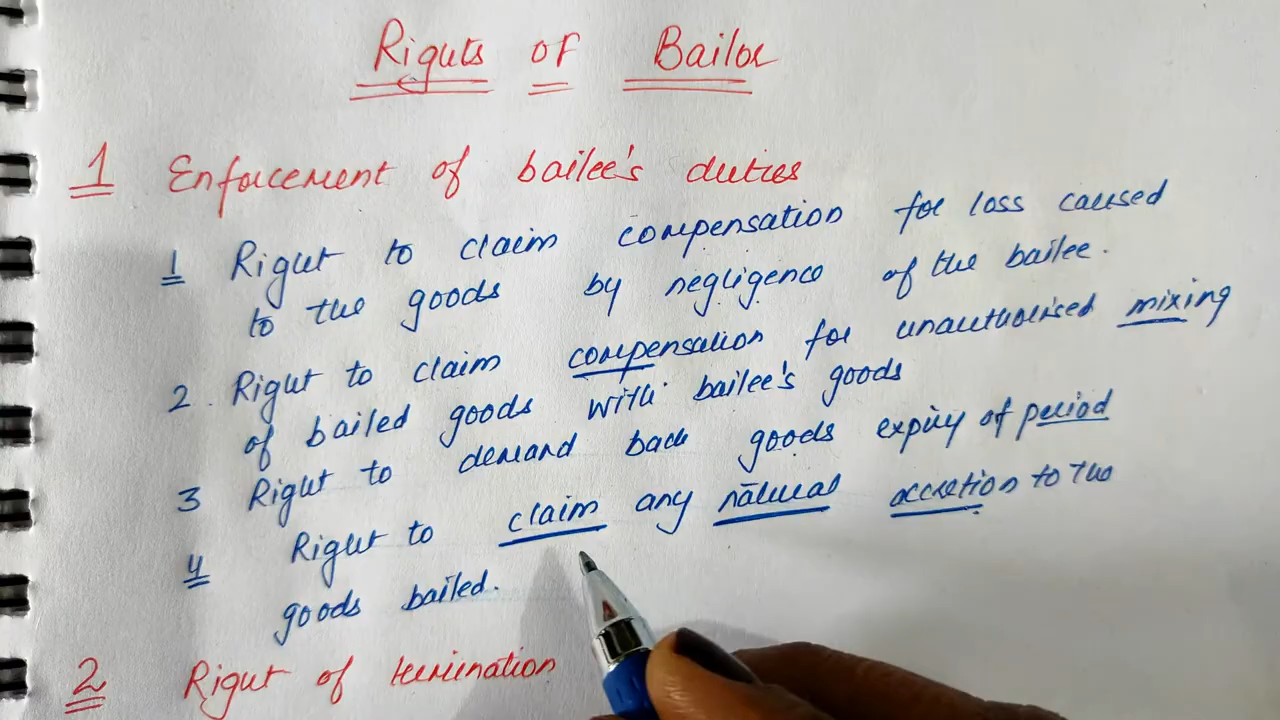 Rights of Bailor
1 Enforcement of bailee's duties
1 Right to claim compensation for loss caused
to the goods by negligence of the bailee.
2. Right to claim compensation for unauthorised mixing
of bailed goods with bailee's goods
3 Right to demand back goods expiry of period
4 Right to claim any natural accretion to the
goods bailed.
2 Right of termination